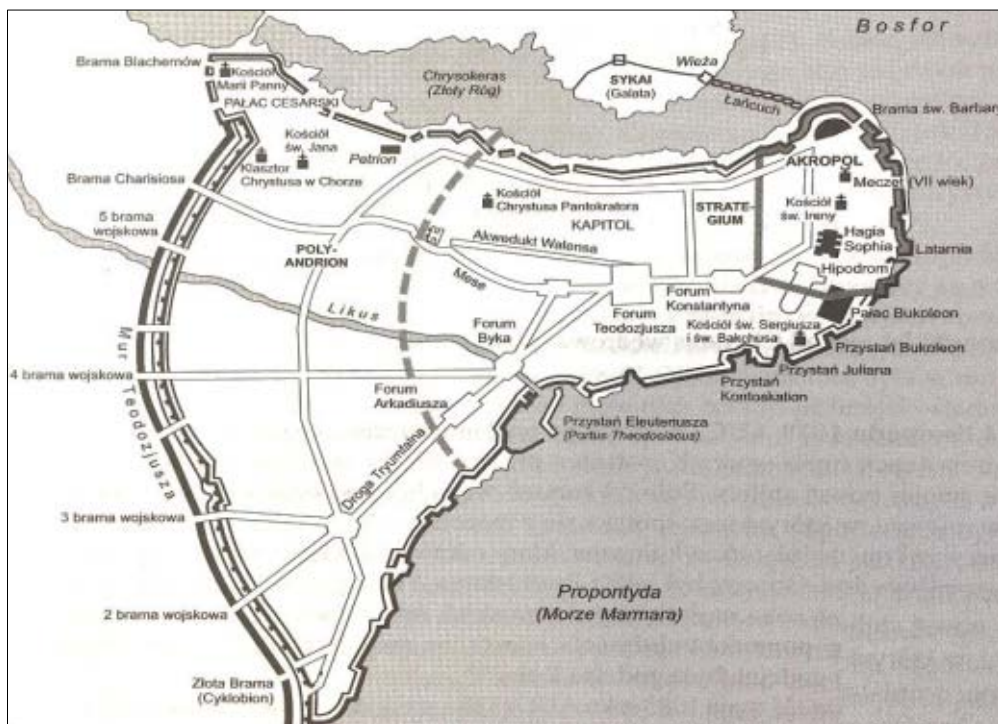 Bosfor
Brama Blachernów
Kościół
Marii Panny
PAŁAC CESARSKI
Chrysokeras
(Złoty Róg)
SYKAI
(Galata)
Wieża
Łańcuch
Brama św. Barbary
Kościół
św. Jana
Klasztor
Chrystusa w Chorze
Petrion
AKROPOL
Meczet (VII wiek)
Brama Charisiosa
Kościół
Chrystusa Pantokratora
KAPITOL
STRATE-
GIUM
Kościół
św. Ireny
Hagia
Sophia
Latarnia
5 brama
wojskowa
POLY-
ANDRION
Akwedukt Walensa
Mese
Hipodrom
Forum
Konstantyna
Likus
Forum
Byka
Forum
Teodozjusza
Kościół św. Sergiusza
i św. Bakchusa
Pałac Bukoleon
Przystań Bukoleon
Przystań Juliana
Przystań
Kontoskalion
Mur Teodozjusza
4 brama wojskowa
Forum
Arkadiusza
Przystań Eleuteriusza
(Portus Theodosiacus)
Droga Tryumfalna
3 brama wojskowa
2 brama wojskowa
Propontyda
(Morze Marmara)
Złota Brama
(Cyklobion)